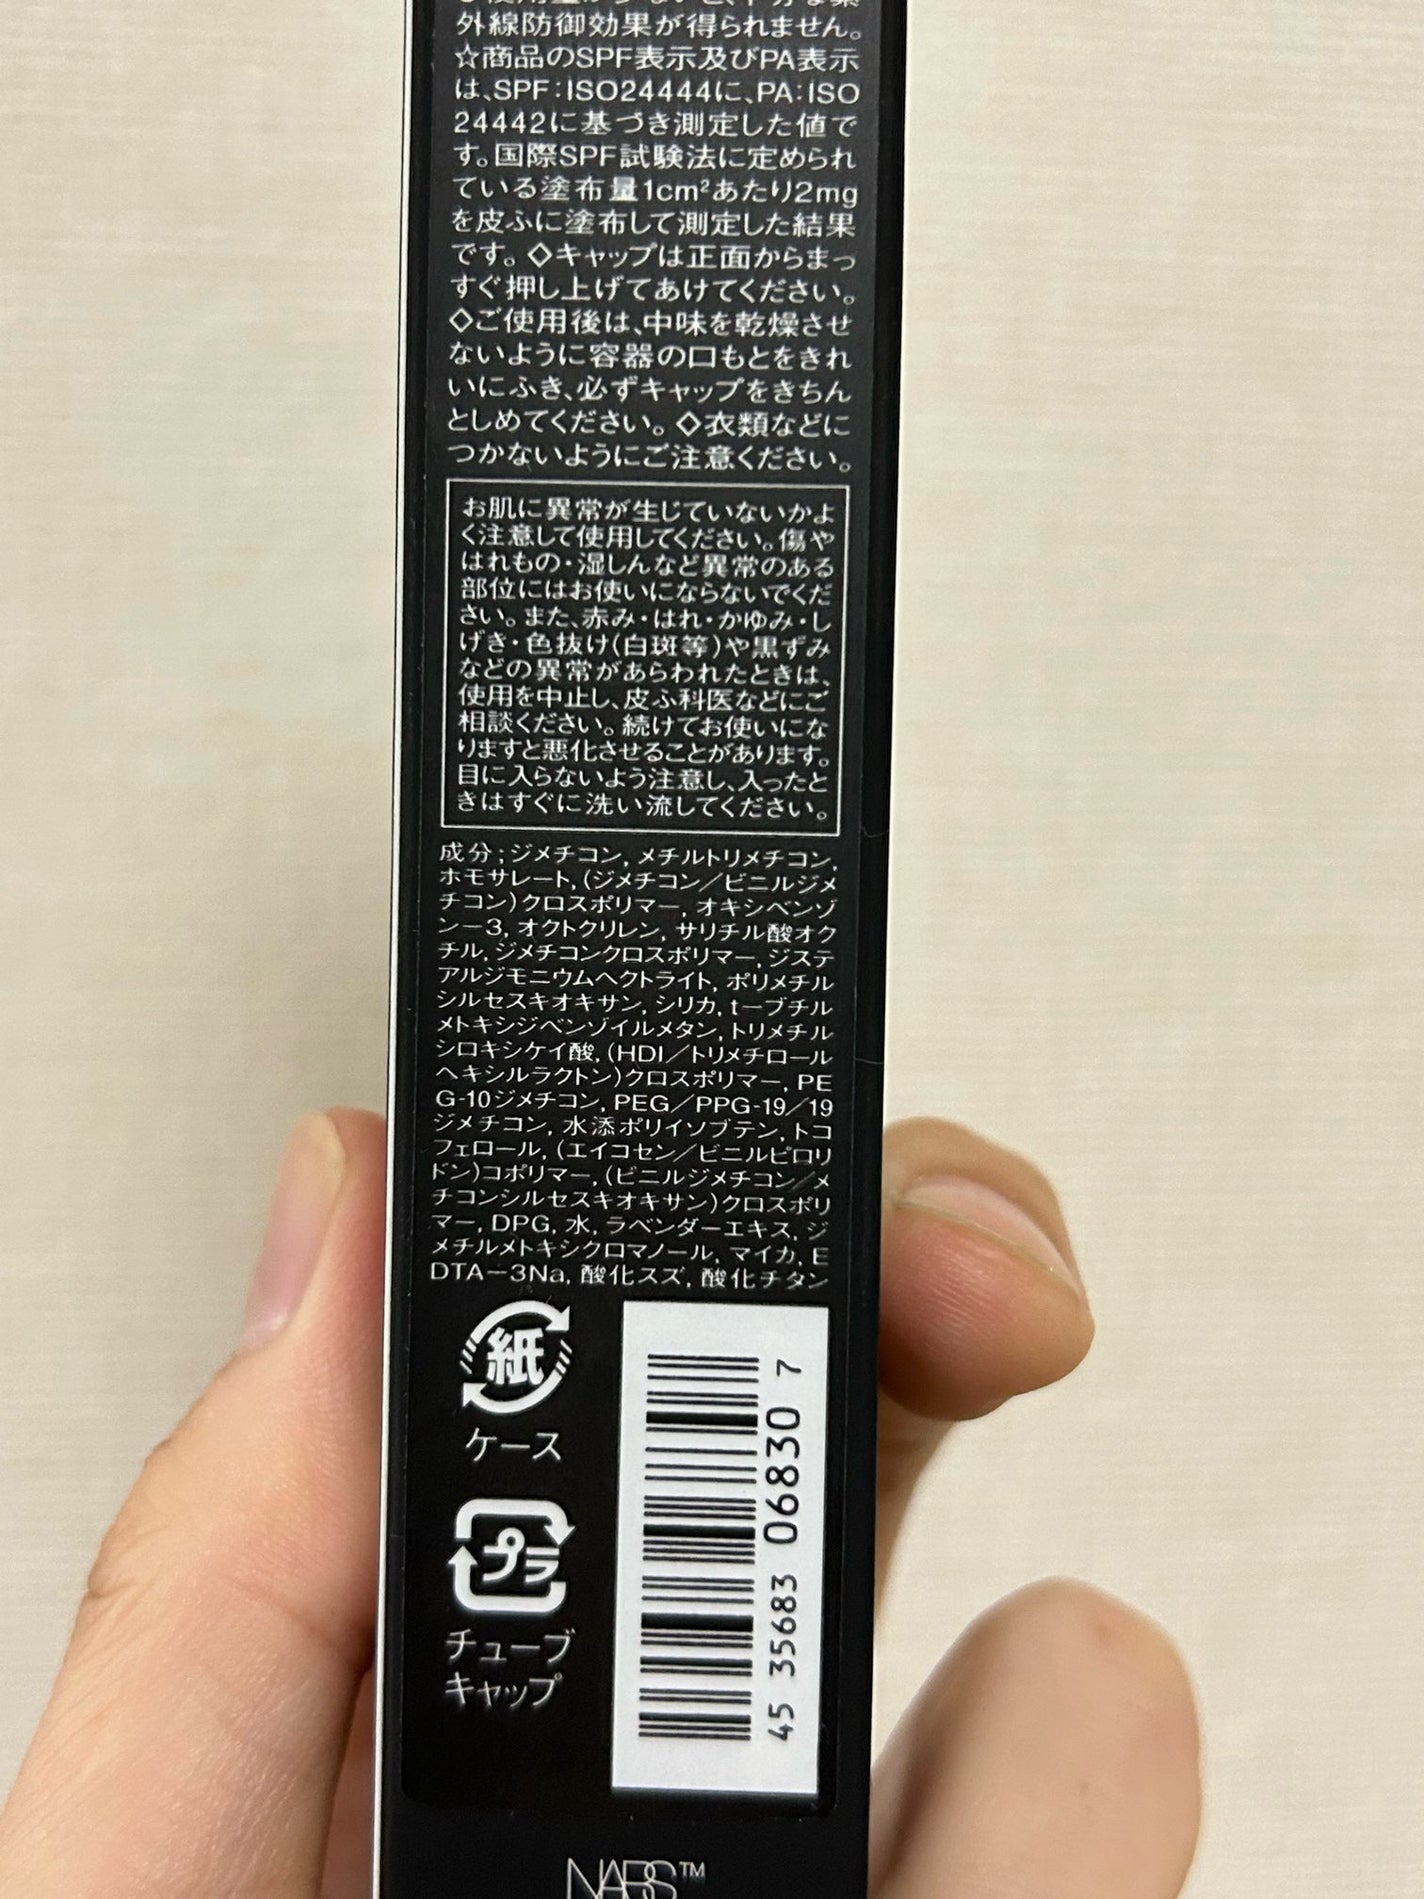 外線防御効果が得られません。
☆商品のSPF表示及びPA表示
は、SPF：ISO24444に、PA：ISO
24442に基づき測定した値で
す。国際SPF試験法に定められ
ている塗布量1cm²あたり2mg
を皮ふに塗布して測定した結果
です。◇キャップは正面からまっ
すぐ押し上げてあけてください。
◇ご使用後は、中味を乾燥させ
ないように容器の口もとをきれ
いにふき、必ずキャップをきちん
としめてください。◇衣類などに
つかないようにご注意ください。
お肌に異常が生じていないかよ
く注意して使用してください。傷や
はれもの・湿しんなど異常のある
部位にはお使いにならないでくだ
さい。また、赤み・はれ・かゆみ・し
げき・色抜け（白斑等）や黒ずみ
などの異常があらわれたときは、
使用を中止し、皮ふ科医などにご
相談ください。続けてお使いにな
りますと悪化させることがあります。
目に入らないよう注意し、入ったと
きはすぐに洗い流してください。
成分；ジメチコン, メチルトリメチコン,
ホモサレート, (ジメチコン／ビニルジメ
チコン)クロスポリマー, オキシベンゾ
ン－3, オクトクリレン, サリチル酸オク
チル, ジメチコンクロスポリマー, ジステ
アルジモニウムヘクトライト, ポリメチル
シルセスキオキサン, シリカ, t－ブチル
メトキシジベンゾイルメタン, トリメチル
シロキシケイ酸, (HDI／トリメチロール
ヘキシルラクトン)クロスポリマー, PE
G-10ジメチコン, PEG／PPG-19／19
ジメチコン, 水添ポリイソブテン, トコ
フェロール, (エイコセン／ビニルピロリ
ドン)コポリマー, (ビニルジメチコン／メ
チコンシルセスキオキサン)クロスポリ
マー, DPG, 水, ラベンダーエキス, ジ
メチルメトキシクロマノール, マイカ, E
DTA－3Na, 酸化スズ, 酸化チタン
紙
ケース
プラ
チューブ
キャップ
45 35683 06830 7
NARS™